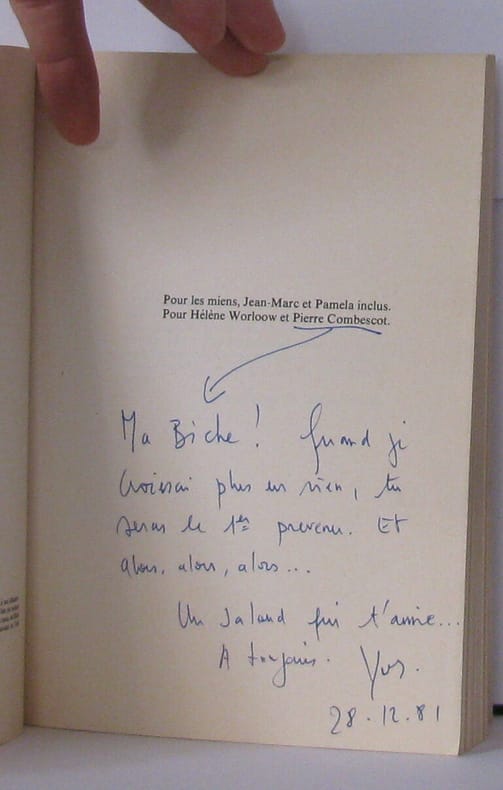 Pour les miens, Jean-Marc et Pamela inclus.
Pour Hélène Worloow et Pierre Combescot.
Ma Biche ! Quand j'
croirai plus en rien, tu
seras le 1er prevenu. Et
alors, alors, alors...
Un salaud qui t'aime...
A toujours. Yves.
28.12.81